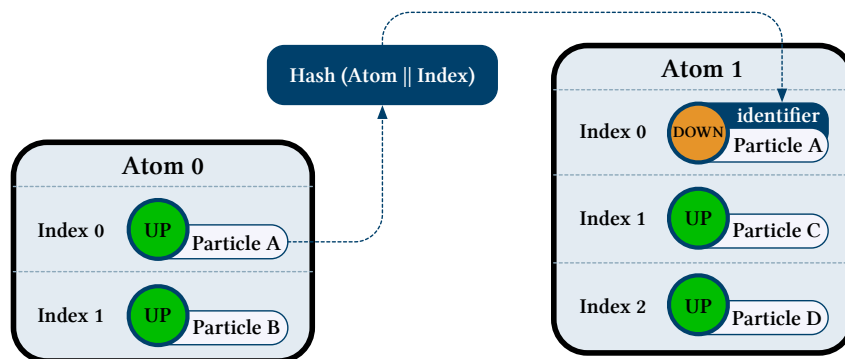 Hash (Atom || Index)
Atom 0
Index 0 UP Particle A
Index 1 UP Particle B
Atom 1
identifier
Index 0 DOWN Particle A
Index 1 UP Particle C
Index 2 UP Particle D